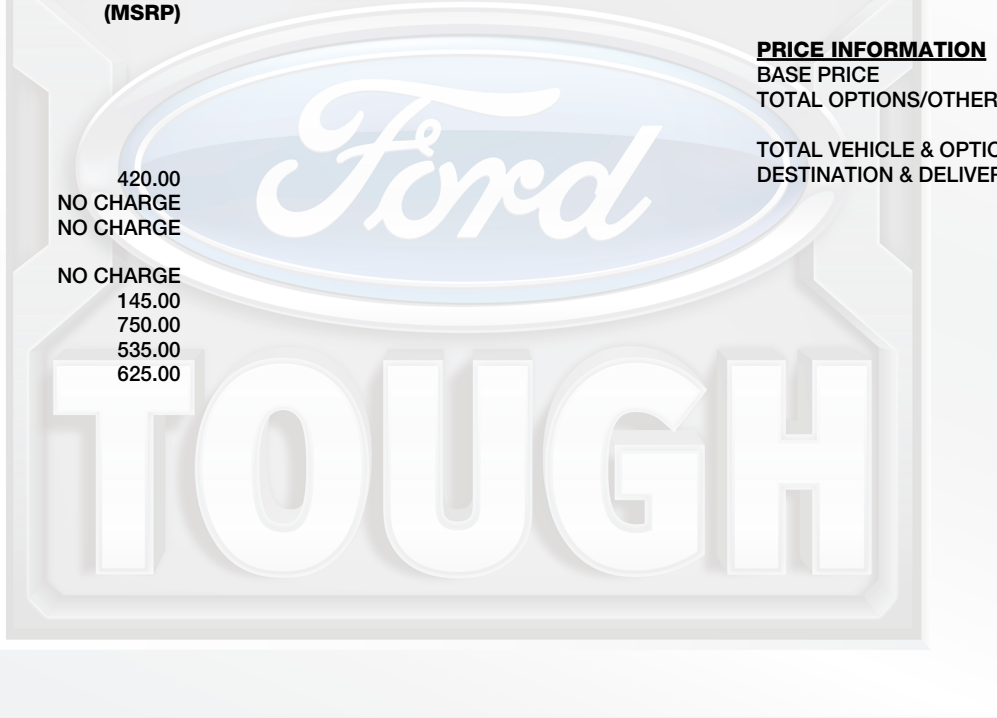 (MSRP)
420.00
NO CHARGE
NO CHARGE
NO CHARGE
145.00
750.00
535.00
625.00
PRICE INFORMATION
BASE PRICE
TOTAL OPTIONS/OTHER
TOTAL VEHICLE & OPTIO
DESTINATION & DELIVER
Ford
TOUGH